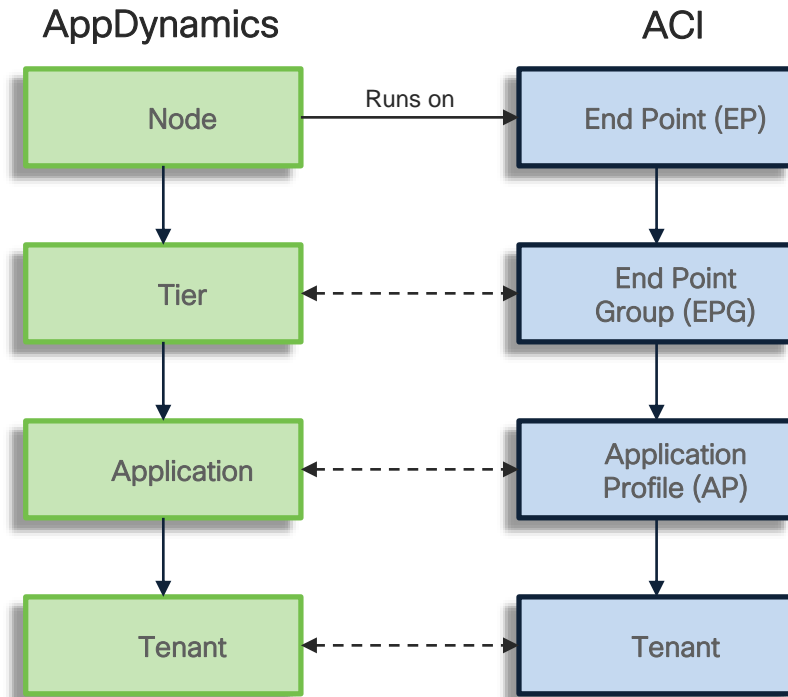 AppDynamics
ACI
Node
Runs on
End Point (EP)
Tier
End Point
Group (EPG)
Application
Application
Profile (AP)
Tenant
Tenant